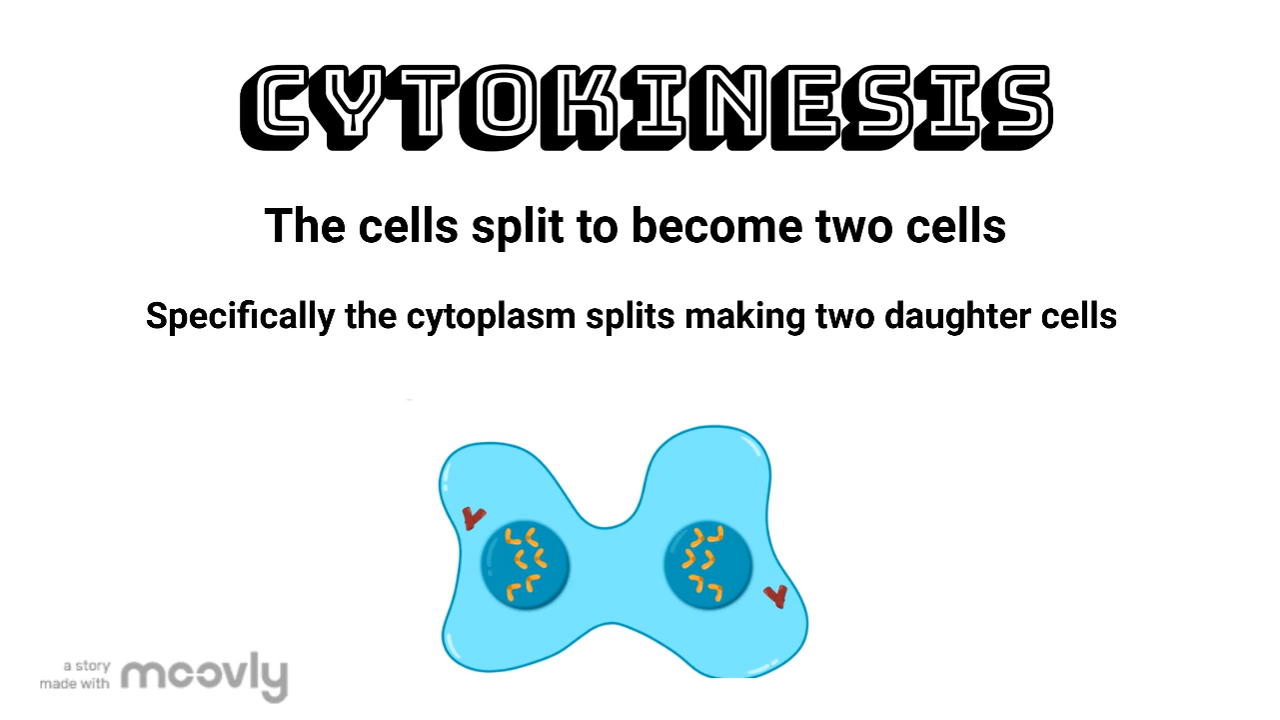 CYTOKINESIS
The cells split to become two cells
Specifically the cytoplasm splits making two daughter cells
a story
made with moovly